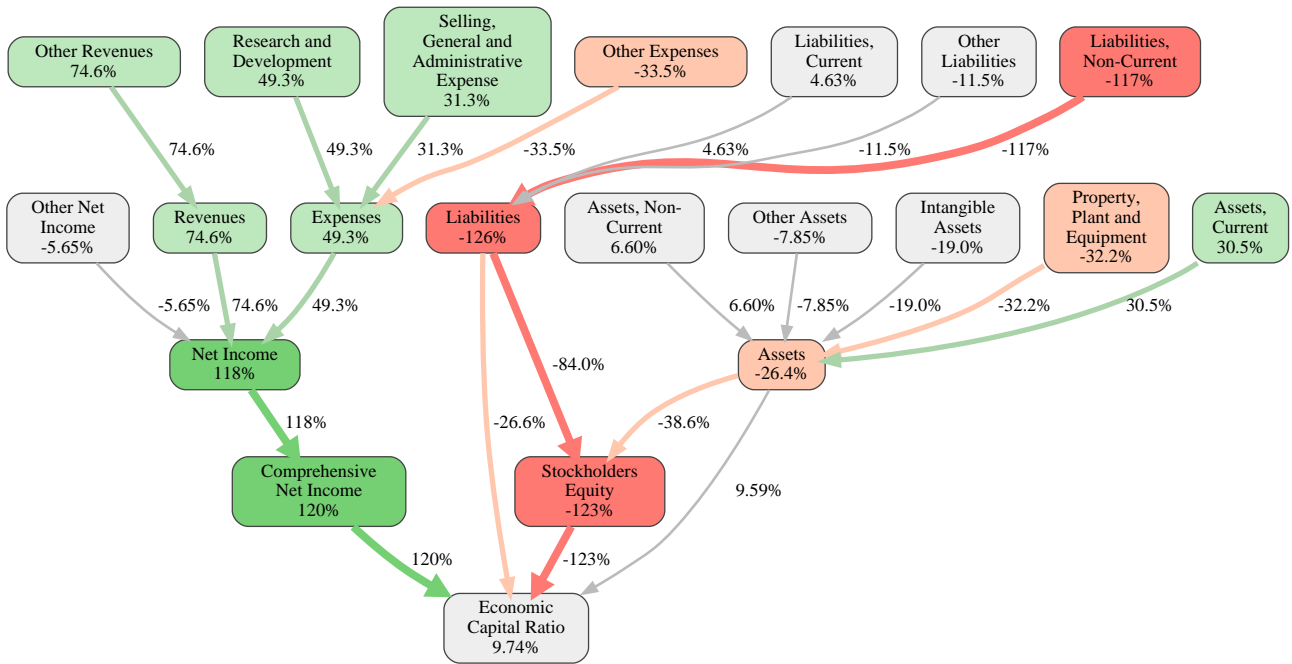 Other Revenues
74.6%
Research and
Development
49.3%
Selling,
General and
Administrative
Expense
31.3%
Other Expenses
-33.5%
Liabilities,
Current
4.63%
Other
Liabilities
-11.5%
Liabilities,
Non-Current
-117%
74.6%
49.3%
31.3%
-33.5%
4.63%
-11.5%
-117%
Other Net
Income
-5.65%
Revenues
74.6%
Expenses
49.3%
Liabilities
-126%
Assets, Non-
Current
6.60%
Other Assets
-7.85%
Intangible
Assets
-19.0%
Property,
Plant and
Equipment
-32.2%
Assets,
Current
30.5%
-5.65%
74.6%
49.3%
6.60%
-7.85%
-19.0%
-32.2%
30.5%
Net Income
118%
-84.0%
Assets
-26.4%
118%
-26.6%
-38.6%
Comprehensive
Net Income
120%
Stockholders
Equity
-123%
9.59%
120%
-123%
Economic
Capital Ratio
9.74%